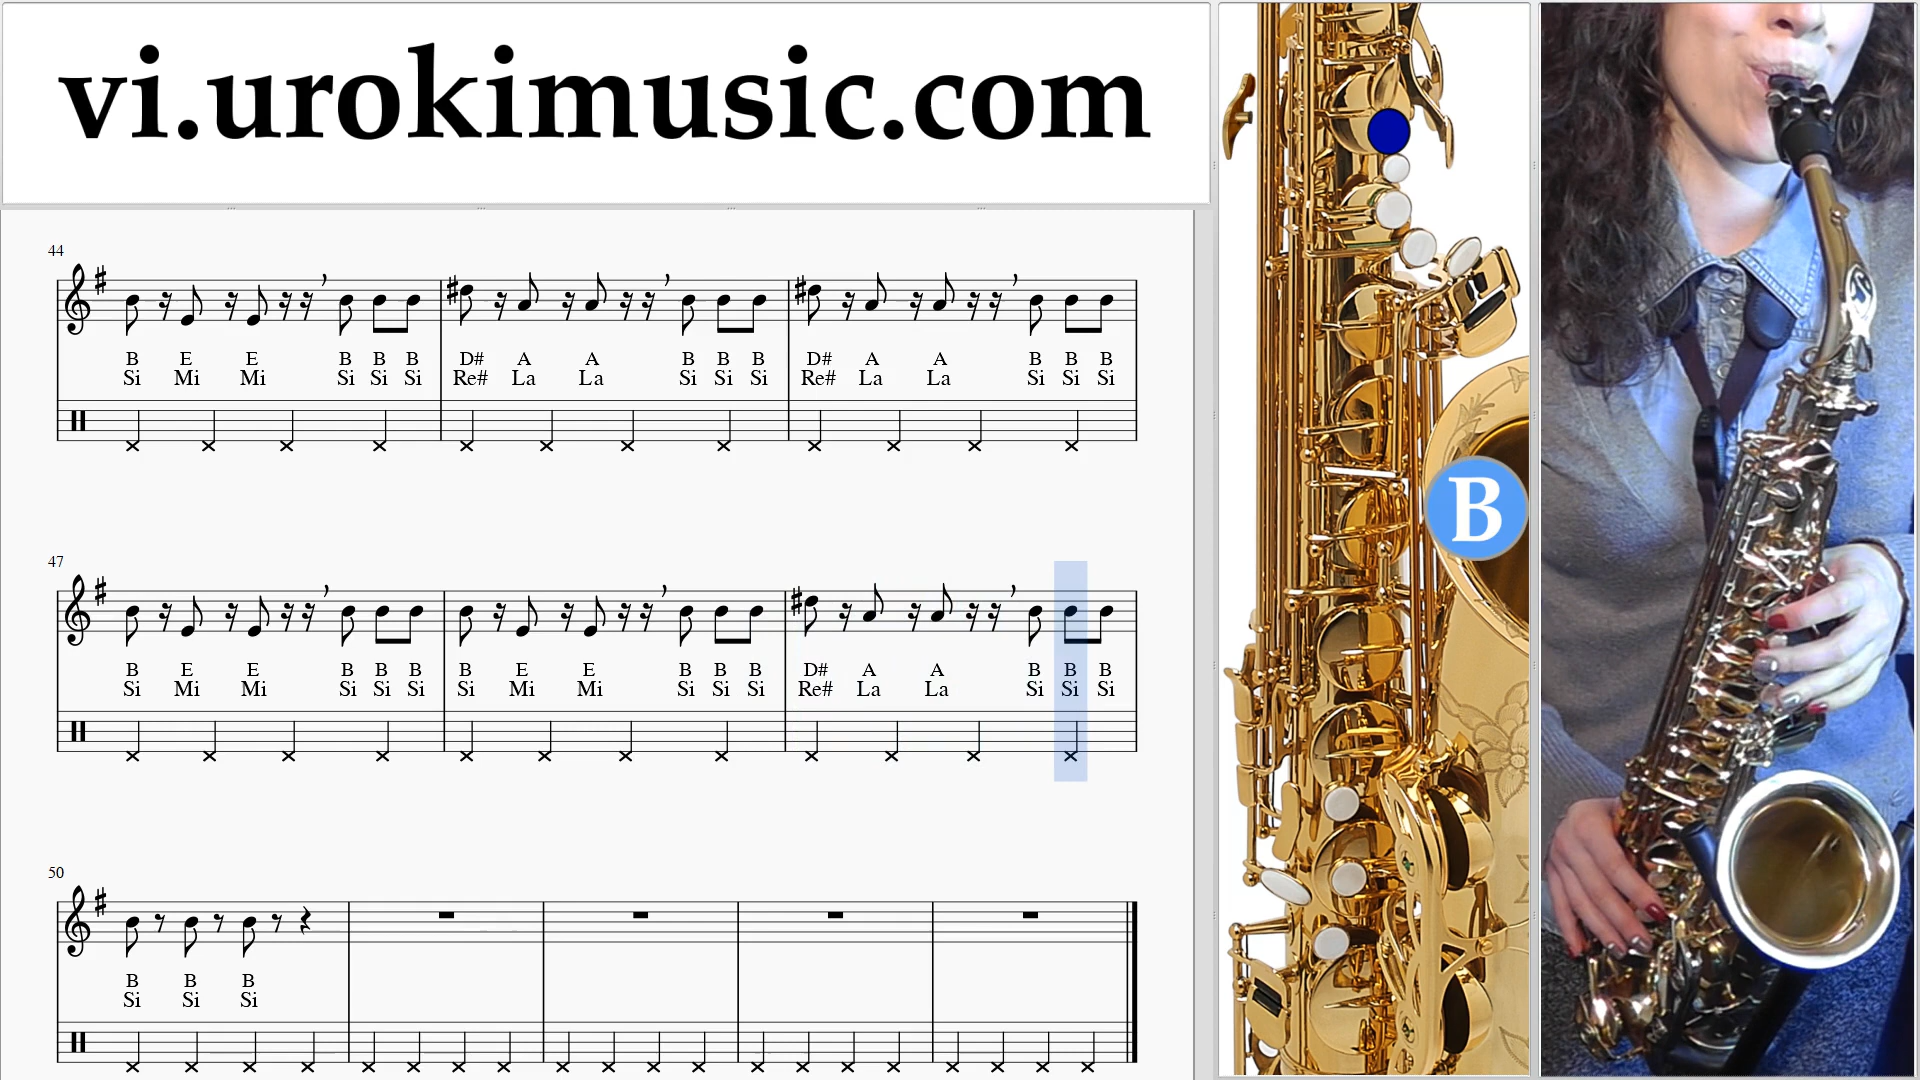 vi.urokimusic.com
44
B E E B B B D# A A B B B D# A A B B B
Si Mi Mi Si Si Si Re# La La Si Si Si Re# La La Si Si Si
47
B E E B B B B E E B B B D# A A B B B
Si Mi Mi Si Si Si Si Mi Mi Si Si Si Re# La La Si Si Si
50
B B B
Si Si Si
B